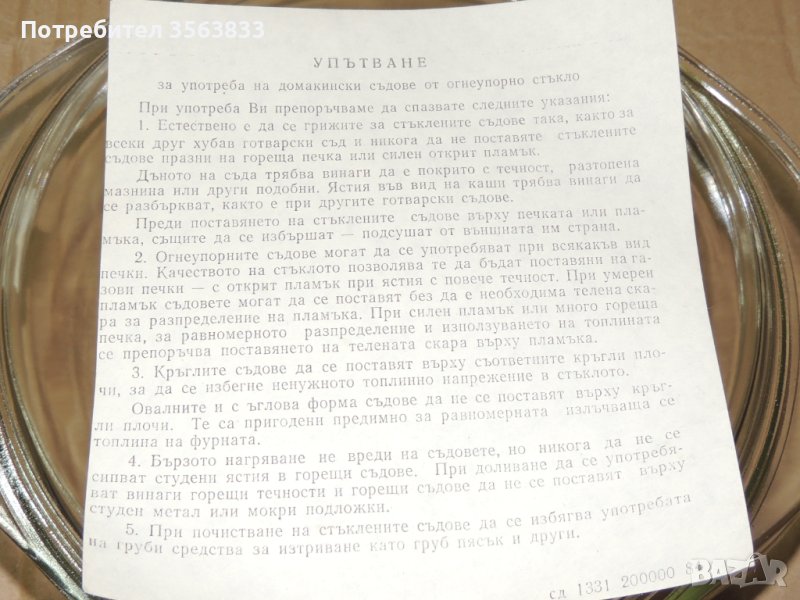 Потребител 3563833
УПЪТВАНЕ
за употреба на домакински съдове от огнеупорно стъкло
При употреба Ви препоръчваме да спазвате следните указания:
1. Естествено е да се грижите за стъклените съдове така, както за
всеки друг хубав готварски съд и никога да не поставяте стъклените
съдове празни на гореща печка или силен открит пламък.
Дъното на съда трябва винаги да е покрито с течност, разтопена
мазнина или други подобни. Ястия във вид на каши трябва винаги да
се разбъркват, както е при другите готварски съдове.
Преди поставянето на стъклените съдове върху печката или пла-
мъка, същите да се избършат — подсушат от външната им страна.
2. Огнеупорните съдове могат да се употребяват при всякакъв вид
печки. Качеството на стъклото позволява те да бъдат поставяни на га-
зови печки — с открит пламък при ястия с повече течност. При умерен
пламък съдовете могат да се поставят без да е необходима телена ска-
ра за разпределение на пламъка. При силен пламък или много гореща
печка, за равномерното разпределение и използуването на топлината
се препоръчва поставянето на телената скара върху пламъка.
3. Кръглите съдове да се поставят върху съответните кръгли пло-
чи, за да се избегне ненужното топлинно напрежение в стъклото.
Овалните и с ъглова форма съдове да не се поставят върху кръг-
ли плочи. Те са пригодени предимно за равномерната излъчваща се
топлина на фурната.
4. Бързото нагряване не вреди на съдовете, но никога да не се
сипват студени ястия в горещи съдове. При доливане да се употребя-
ват винаги горещи течности и горещи съдове да не се поставят върху
студен метал или мокри подложки.
5. При почистване на стъклените съдове да се избягва употребата
на груби средства за изтриване като груб пясък и други.
сд 1331 200000
BAZAR.bg